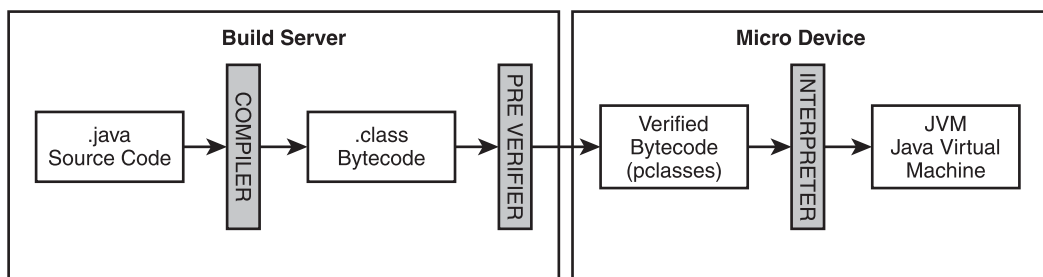 Build Server
Micro Device
.java
Source Code
COMPILER
.class
Bytecode
PRE VERIFIER
Verified
Bytecode
(pclasses)
INTERPRETER
JVM
Java Virtual
Machine